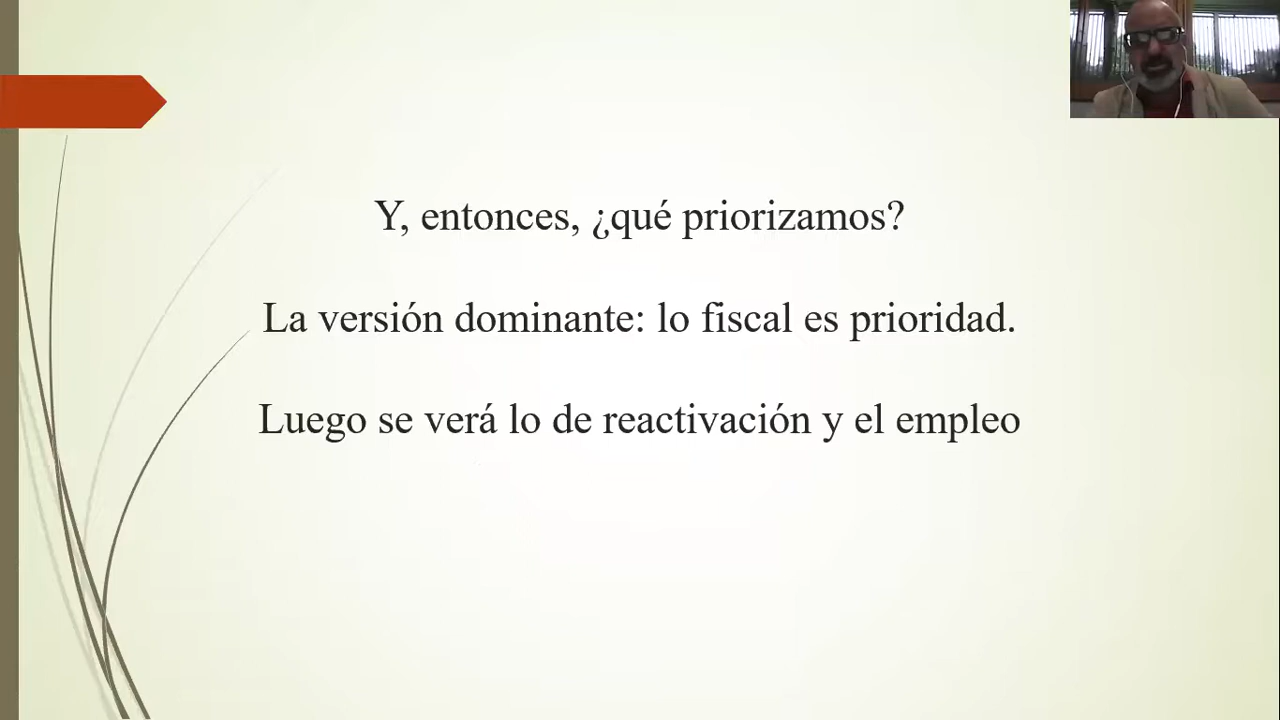 Y, entonces, ¿qué priorizamos?
La versión dominante: lo fiscal es prioridad.
Luego se verá lo de reactivación y el empleo